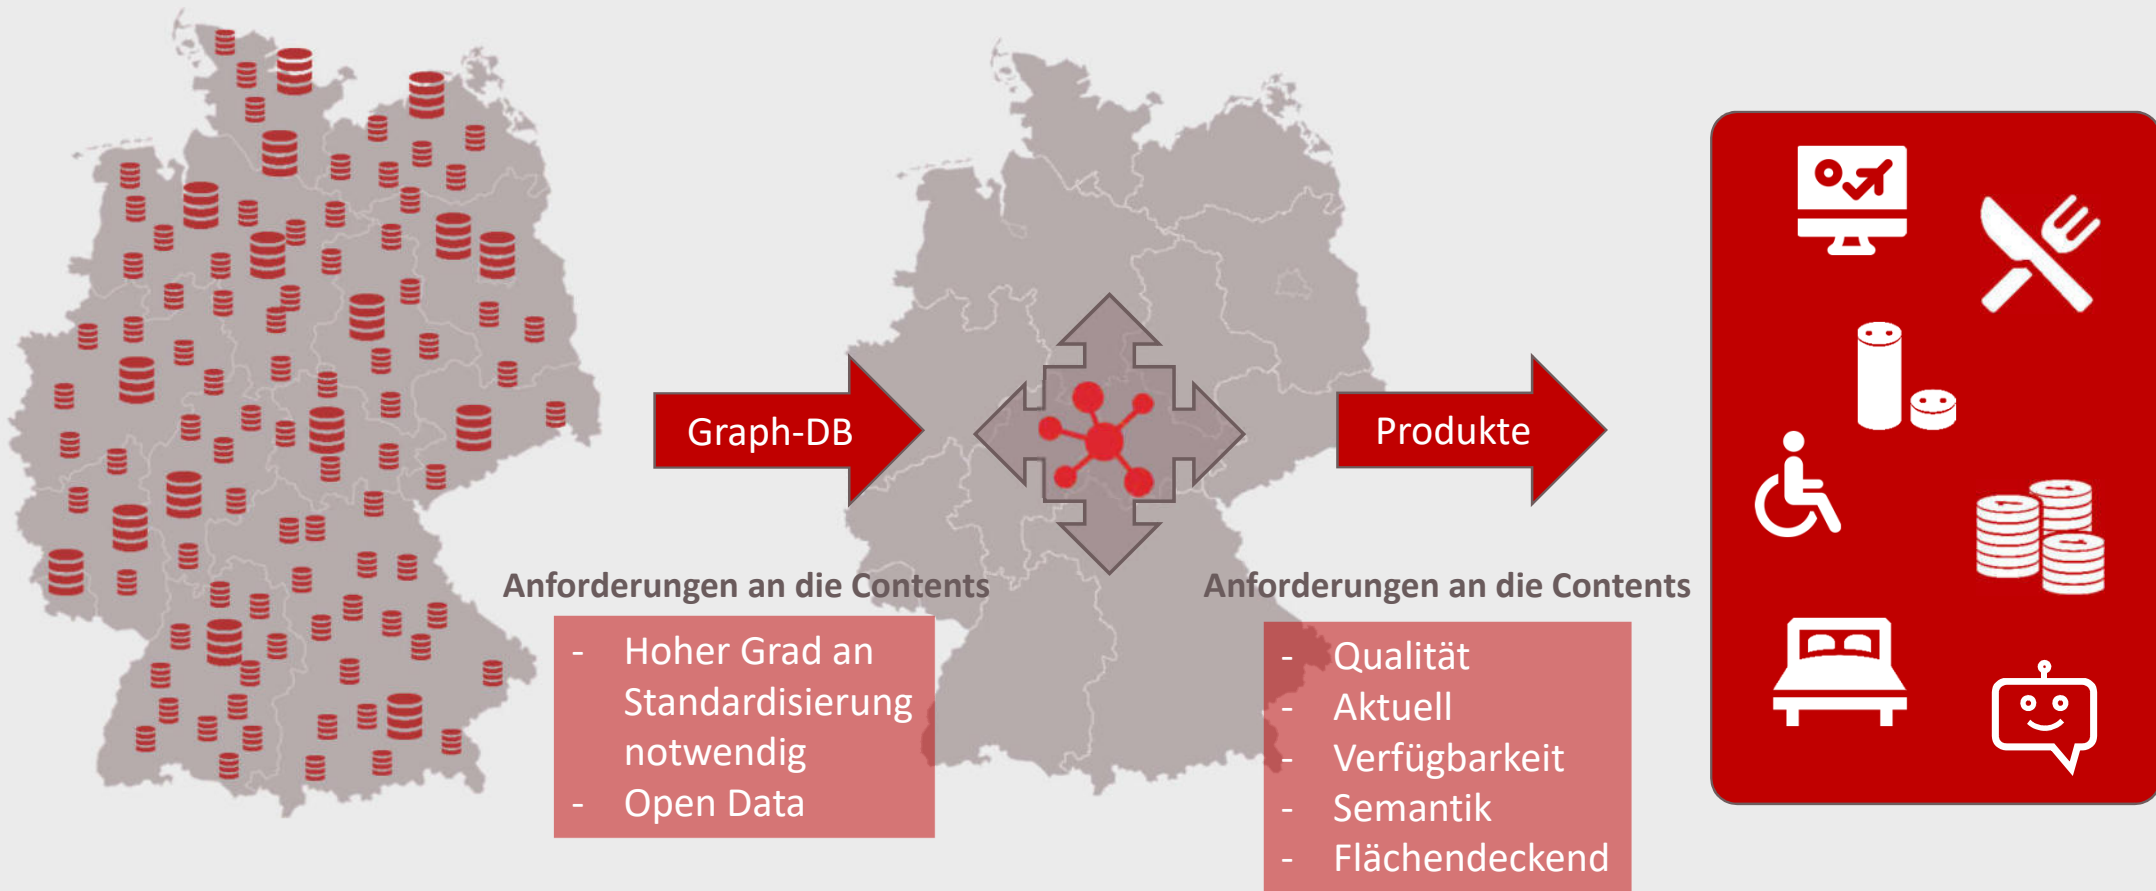 Graph-DB
Produkte
Anforderungen an die Contents
- Hoher Grad an
Standardisierung
notwendig
- Open Data
Anforderungen an die Contents
- Qualität
- Aktuell
- Verfügbarkeit
- Semantik
- Flächendeckend